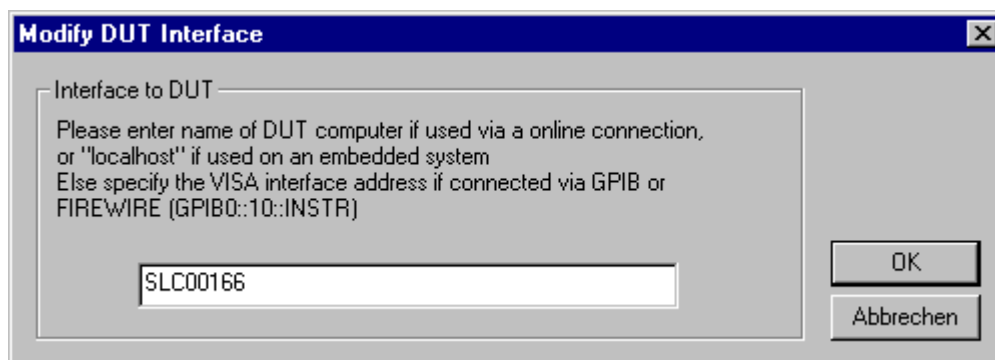 Modify DUT Interface
Interface to DUT
Please enter name of DUT computer if used via a online connection,
or "localhost" if used on an embedded system
Else specify the VISA interface address if connected via GPIB or
FIREWIRE (GPIB0::10::INSTR)
SLC00166
OK
Abbrechen